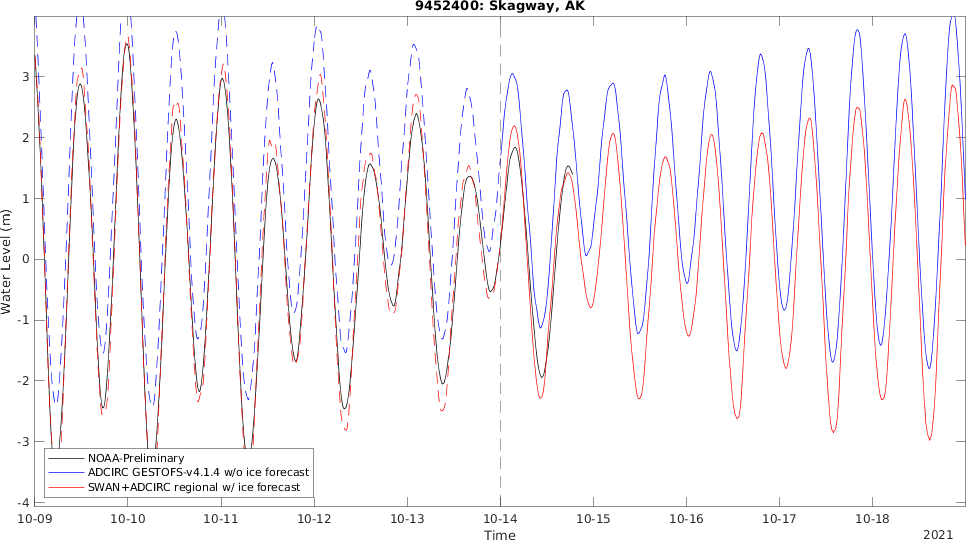 9452400: Skagway, AK
Water Level (m)
3
2
1
0
-1
-2
-3
-4
NOAA-Preliminary
ADCIRC GESTOFS-v4.1.4 w/o ice forecast
SWAN+ADCIRC regional w/ ice forecast
10-09 10-10 10-11 10-12 10-13 10-14 10-15 10-16 10-17 10-18
Time
2021